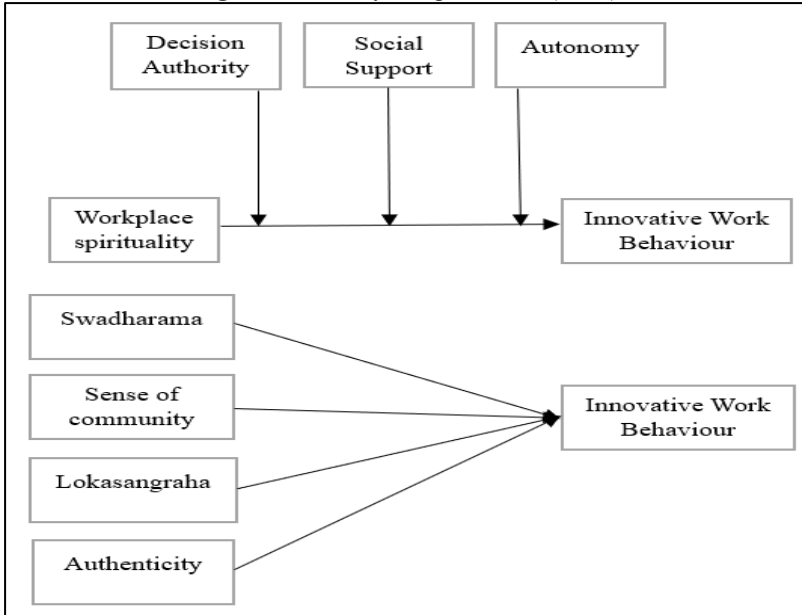 Decision
Authority
Social
Support
Autonomy
Workplace
spirituality
Innovative Work
Behaviour
Swadharama
Sense of
community
Lokasangraha
Authenticity
Innovative Work
Behaviour